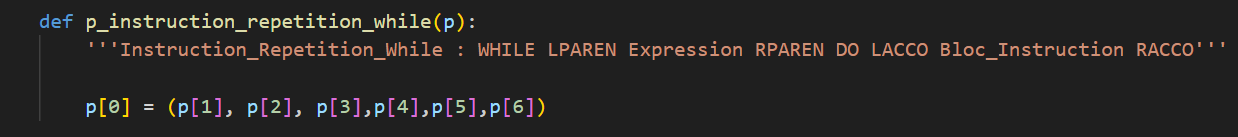 def p_instruction_repetition_while(p):
'''Instruction_Repetition_While : WHILE LPAREN Expression RPAREN DO LACCO Bloc_Instruction RACCO'''
p[0] = (p[1], p[2], p[3],p[4],p[5],p[6])